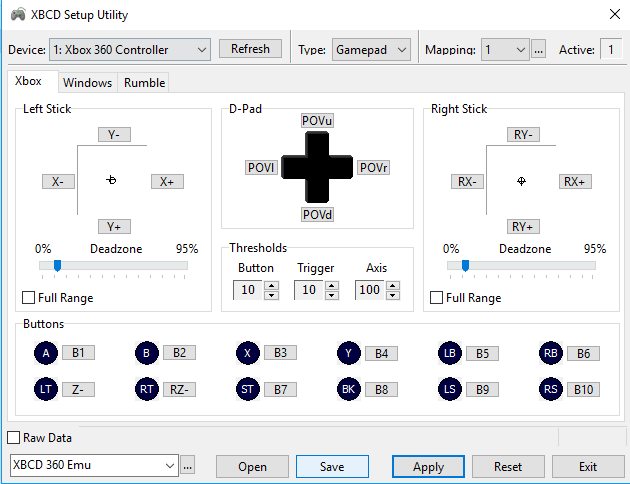 XBCD Setup Utility
Device: 1: Xbox 360 Controller Refresh Type: Gamepad Mapping: 1 ... Active: 1
Xbox Windows Rumble
Left Stick D-Pad Right Stick
Y- POVu RY-
X- X+ POVl POVr RX- RX+
Y+ POVd RY+
0% Deadzone 95% Thresholds 0% Deadzone 95%
Button Trigger Axis
10 10 100
Full Range Full Range
Buttons
A B1 B B2 X B3 Y B4 LB B5 RB B6
LT Z- RT RZ- ST B7 BK B8 LS B9 RS B10
Raw Data
XBCD 360 Emu ... Open Save Apply Reset Exit